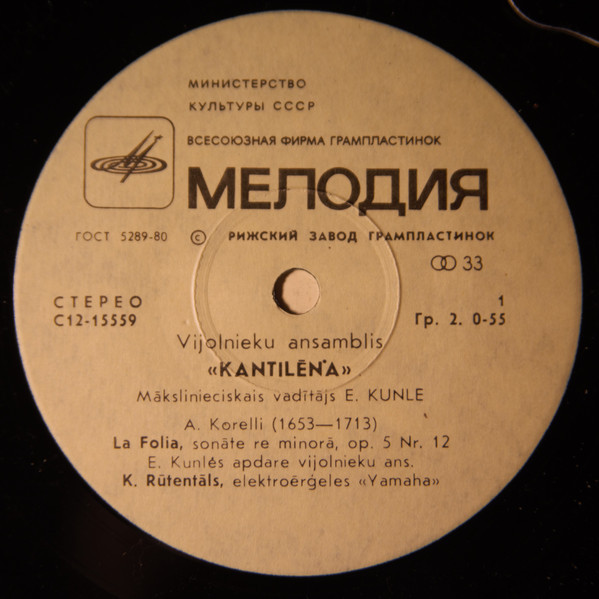 МИНИСТЕРСТВО
КУЛЬТУРЫ СССР
ВСЕСОЮЗНАЯ ФИРМА ГРАМПЛАСТИНОК
МЕЛОДИЯ
ГОСТ 5289-80 © РИЖСКИЙ ЗАВОД ГРАМПЛАСТИНОК
33
СТЕРЕО 1
С12-15559 Гр. 2. 0-55
Vijolnieku ansamblis
«KANTILĒNA»
Mākslinieciskais vadītājs E. KUNLE
A. Korelli (1653—1713)
La Folia, sonāte re minorā, op. 5 Nr. 12
E. Kunlēs apdare vijolnieku ans.
K. Rūtentāls, elektroērģeles «Yamaha»